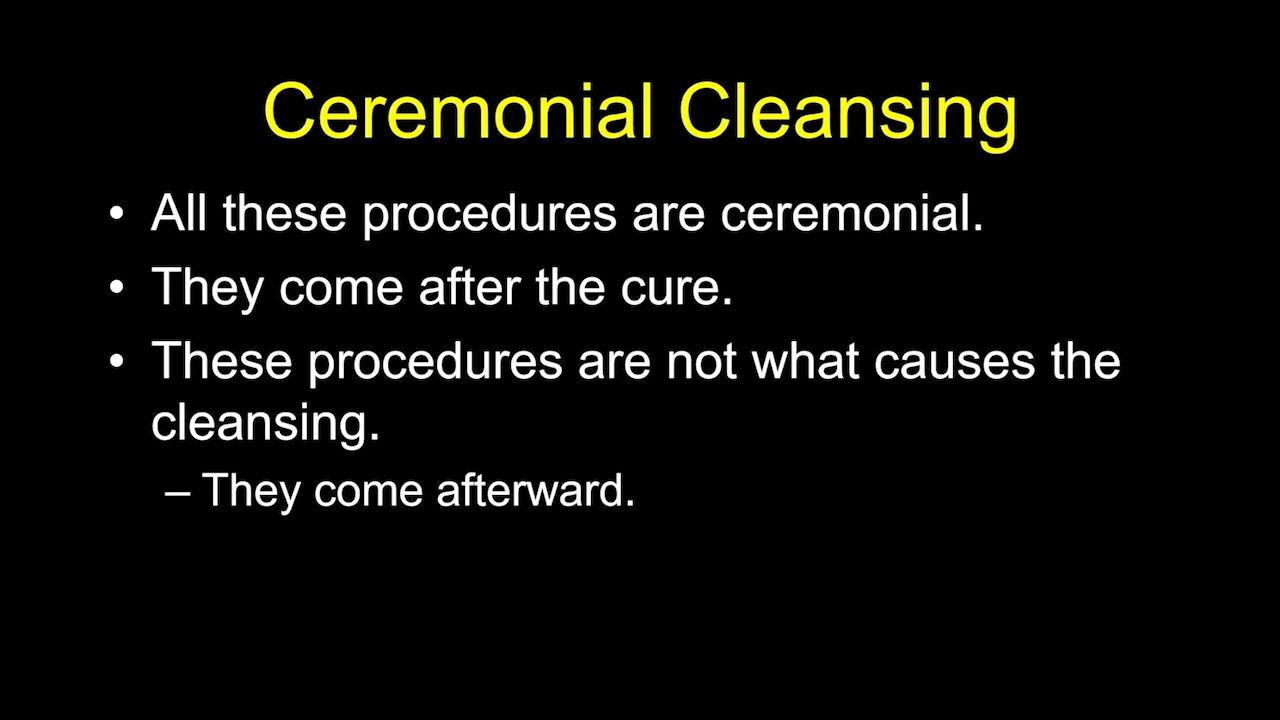 Ceremonial Cleansing
• All these procedures are ceremonial.
• They come after the cure.
• These procedures are not what causes the
cleansing.
– They come afterward.